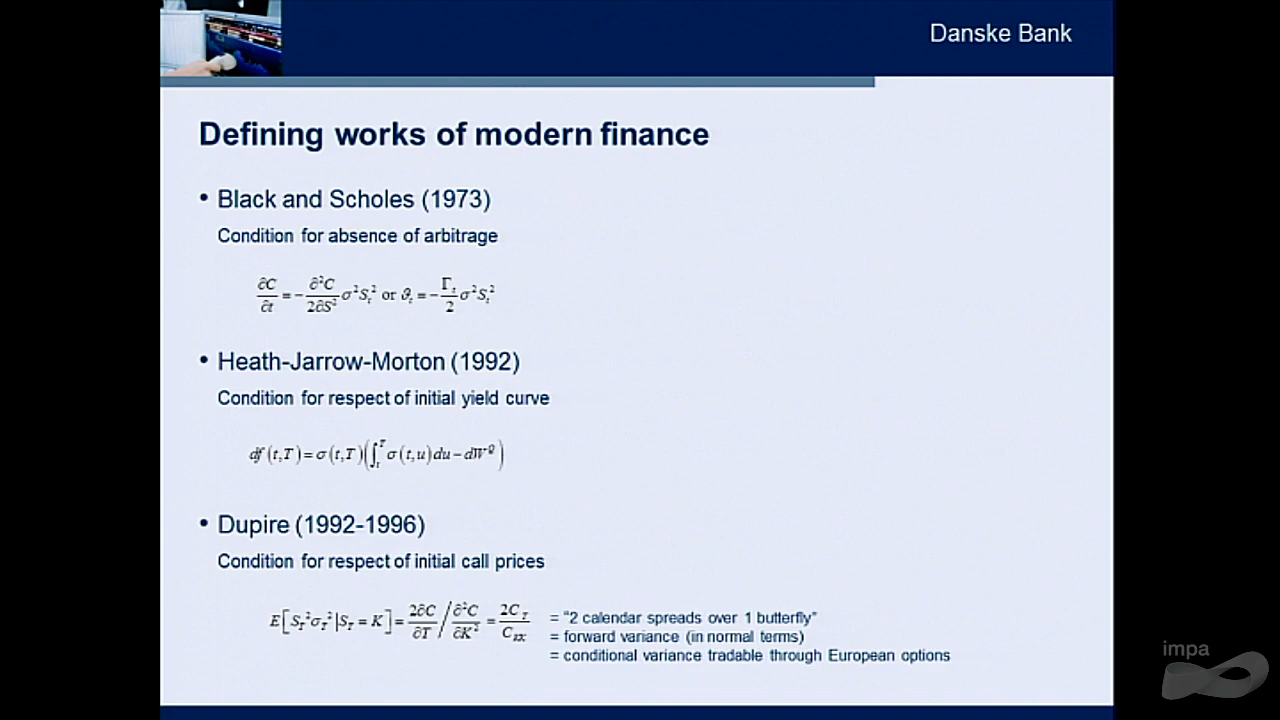 Danske Bank
Defining works of modern finance
• Black and Scholes (1973)
Condition for absence of arbitrage
∂C/∂t = −∂²C/2∂S² σ²S_t² or ϑ_t = −Γ_t/2 σ²S_t²
• Heath-Jarrow-Morton (1992)
Condition for respect of initial yield curve
df(t,T) = σ(t,T)(∫_t^T σ(t,u)du − dW^Q)
• Dupire (1992-1996)
Condition for respect of initial call prices
E[S_T²σ_T²|S_T = K] = 2∂C/∂T / ∂²C/∂K² = 2C_T/C_KK
= "2 calendar spreads over 1 butterfly"
= forward variance (in normal terms)
= conditional variance tradable through European options
impa